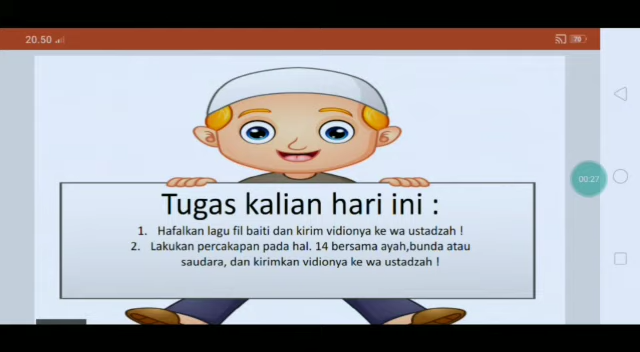 20.50
76
Tugas kalian hari ini :
1. Hafalkan lagu fil baiti dan kirim vidionya ke wa ustadzah !
2. Lakukan percakapan pada hal. 14 bersama ayah,bunda atau
saudara, dan kirimkan vidionya ke wa ustadzah !
00:27